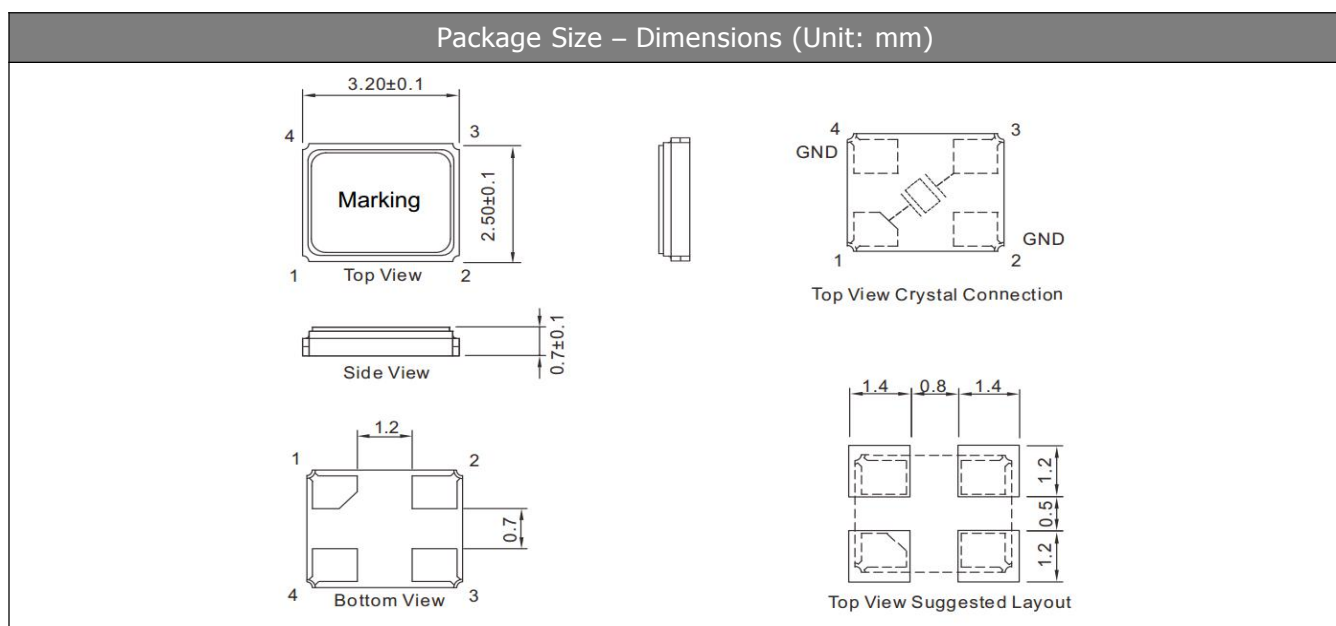 Package Size – Dimensions (Unit: mm)
3.20±0.1
4
3
Marking
2.50±0.1
1
Top View
2
4
3
GND
GND
1
2
Top View Crystal Connection
0.7±0.1
Side View
1.2
1
2
0.7
4
Bottom View
3
1.4
0.8
1.4
1.2
0.5
1.2
Top View Suggested Layout